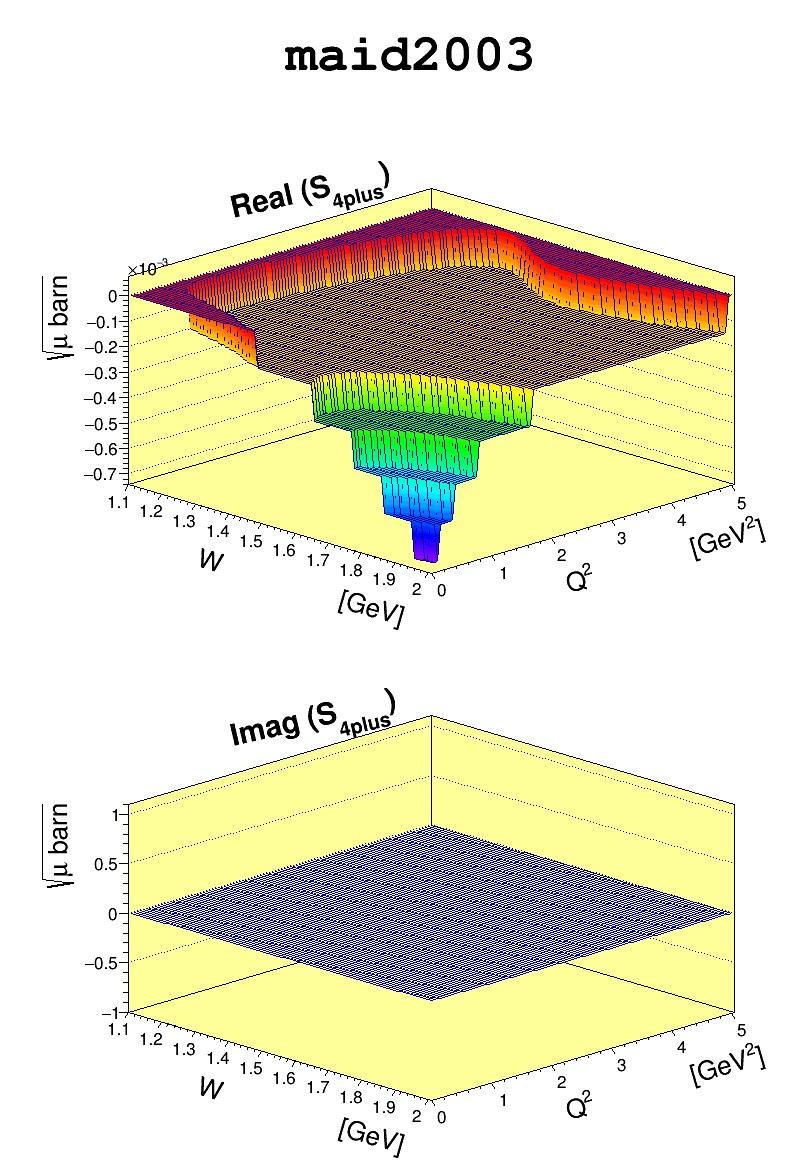 maid2003
Real (S4plus)
×10−3
√μ barn
0
−0.1
−0.2
−0.3
−0.4
−0.5
−0.6
−0.7
1.1 1.2 1.3 1.4 1.5 1.6 1.7 1.8 1.9 2
W
[GeV]
0 1 2 3 4 5
Q2
[GeV2]
Imag (S4plus)
√μ barn
1
0.5
0
−0.5
−1
1.1 1.2 1.3 1.4 1.5 1.6 1.7 1.8 1.9 2
W
[GeV]
0 1 2 3 4 5
Q2
[GeV2]